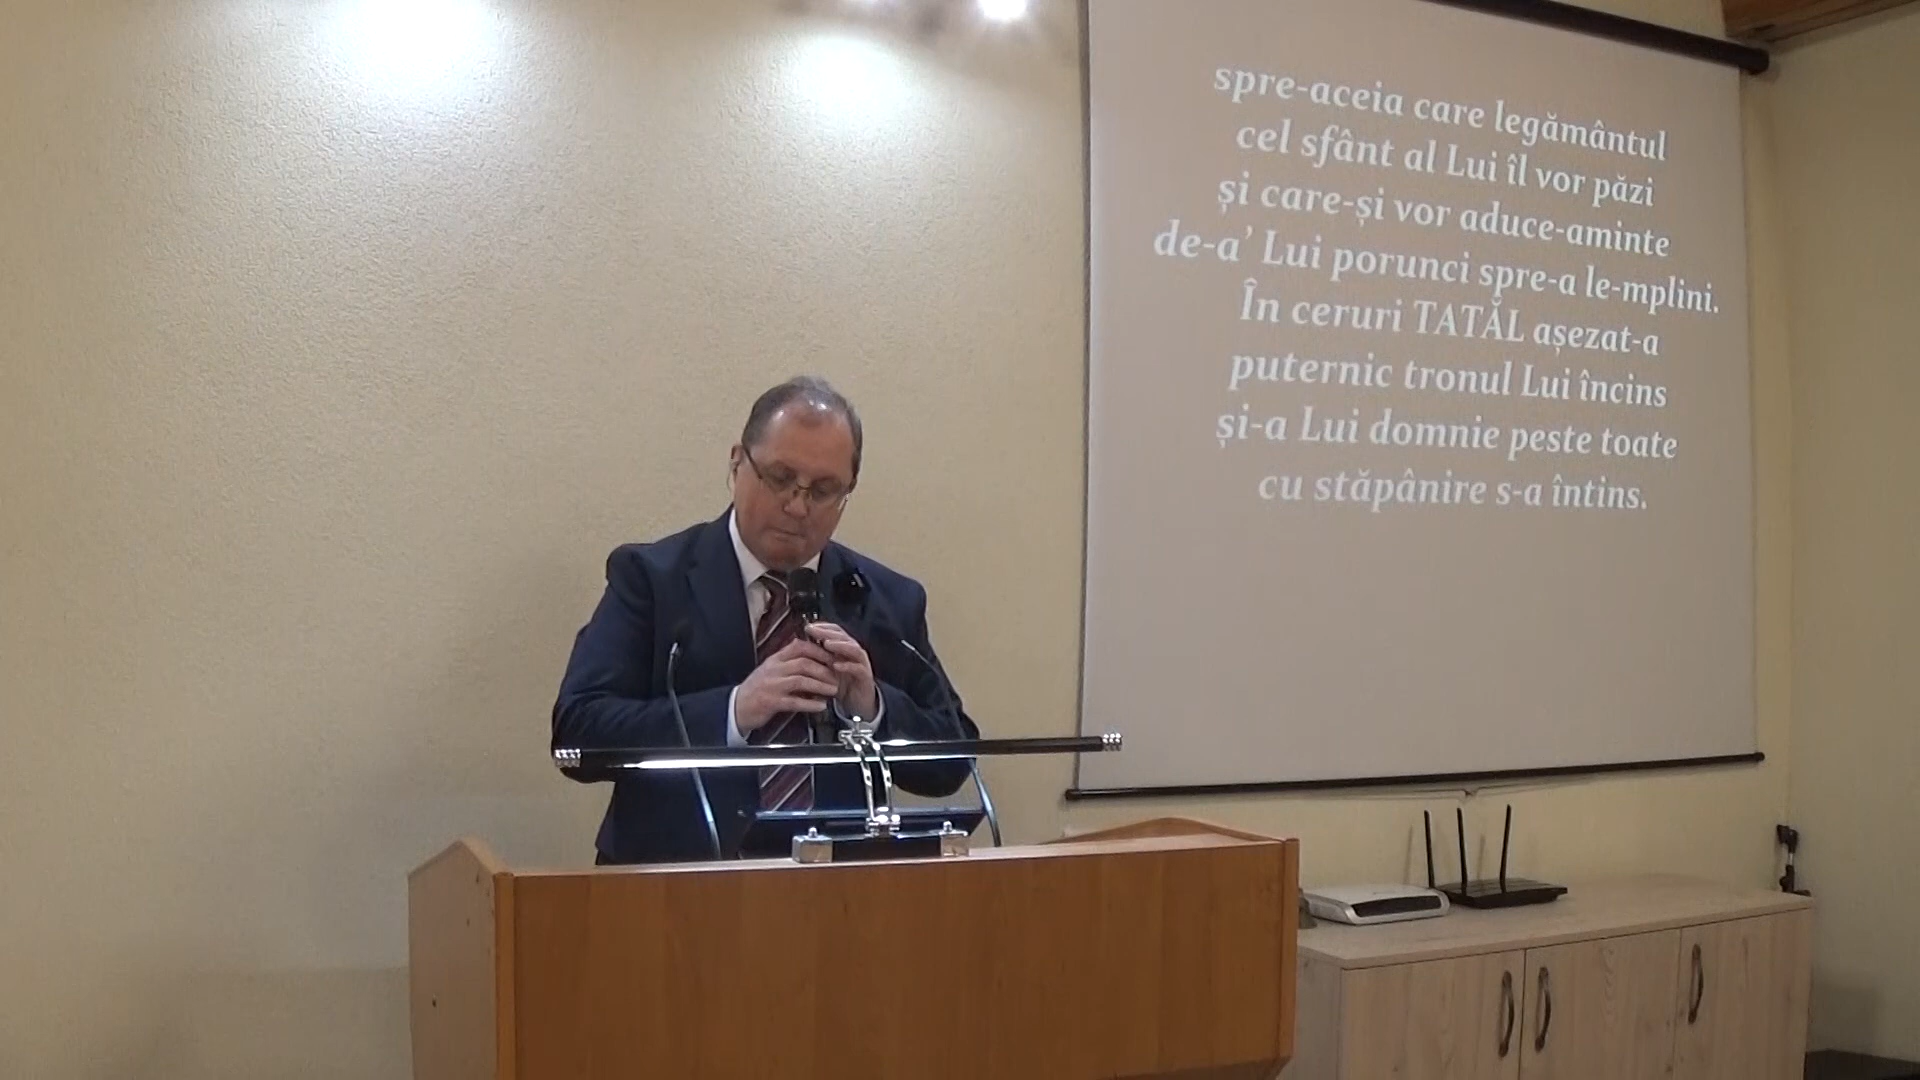 spre-aceia care legământul
cel sfânt al Lui îl vor păzi
și care-și vor aduce-aminte
de-a’ Lui porunci spre-a le-mplini.
În ceruri TATĂL așezat-a
puternic tronul Lui încins
și-a Lui domnie peste toate
cu stăpânire s-a întins.